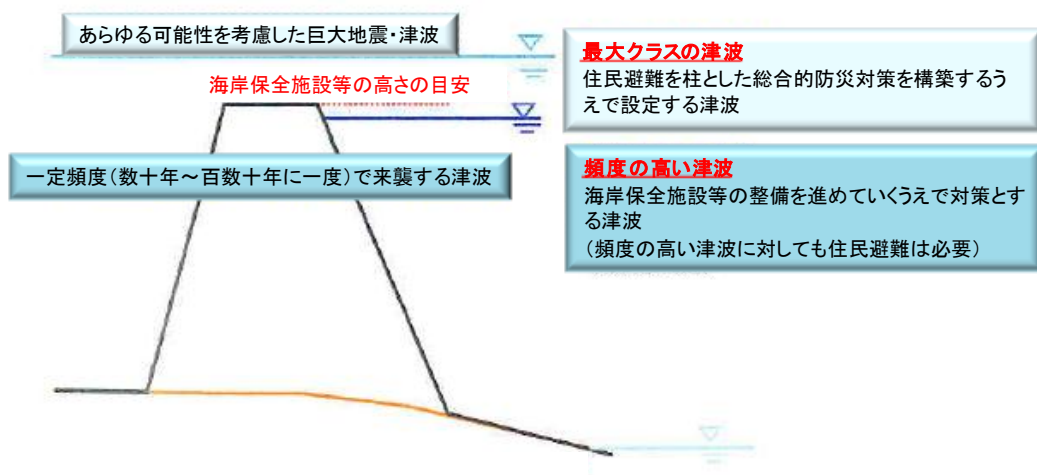 あらゆる可能性を考慮した巨大地震・津波
海岸保全施設等の高さの目安
一定頻度(数十年～百数十年に一度)で来襲する津波
最大クラスの津波
住民避難を柱とした総合的防災対策を構築するう
えで設定する津波
頻度の高い津波
海岸保全施設等の整備を進めていくうえで対策とす
る津波
(頻度の高い津波に対しても住民避難は必要)